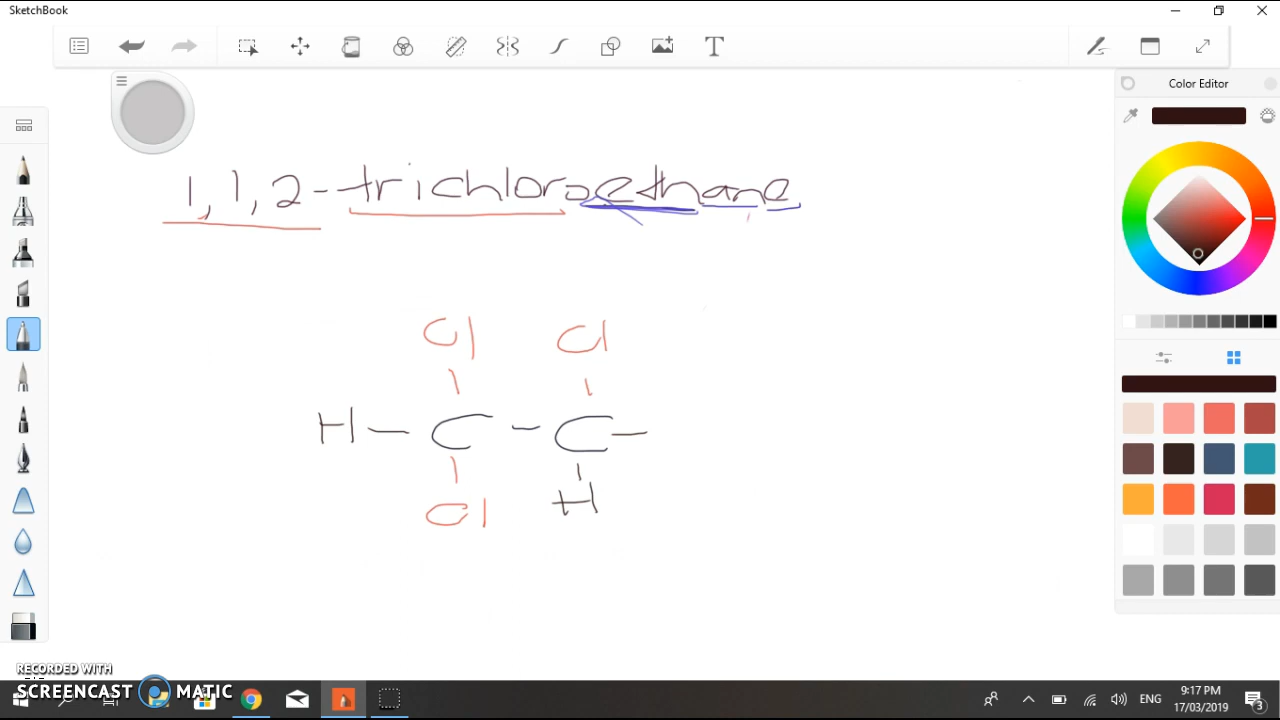 SketchBook
T
Color Editor
1,1,2-trichloroethane
Cl Cl
H - C - C -
Cl H
RECORDED WITH
SCREENCAST MATIC
ENG
9:17 PM
17/03/2019
3